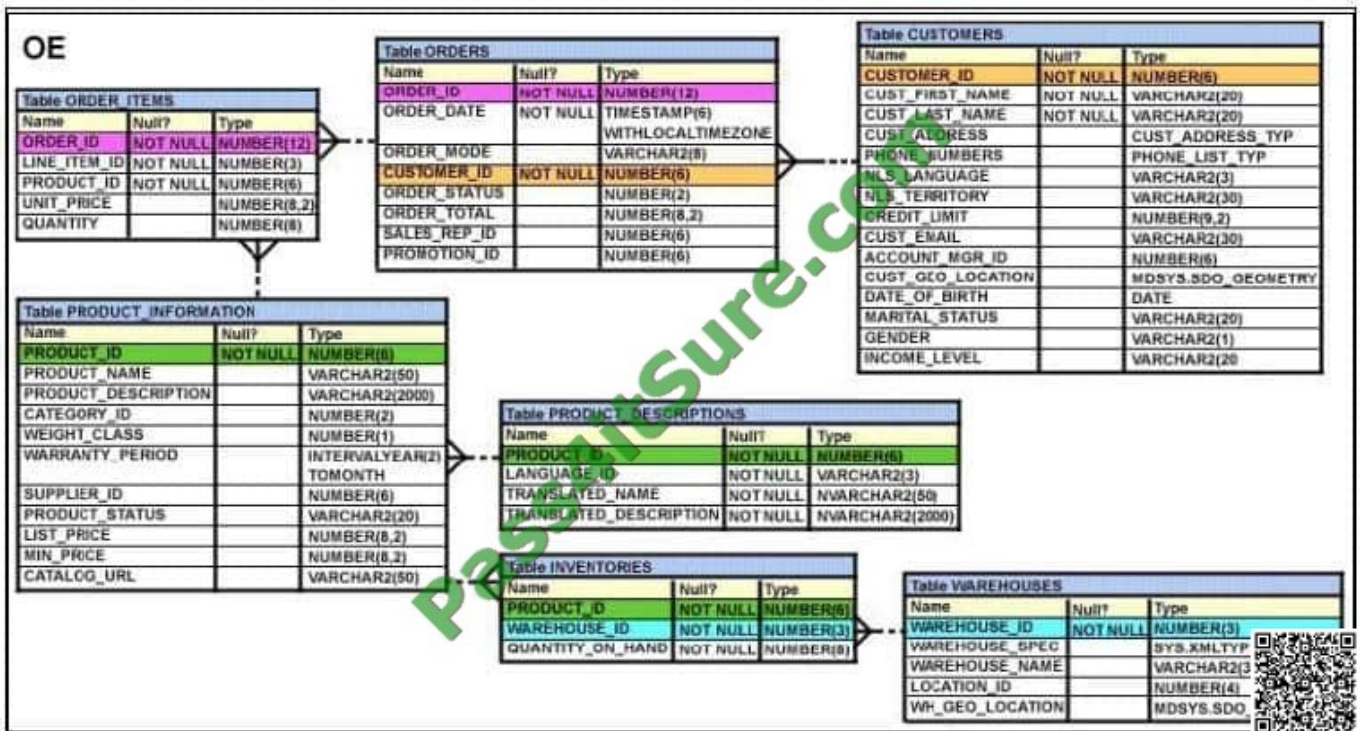 OE
Table ORDER_ITEMS
Name Null? Type
ORDER_ID NOT NULL NUMBER(12)
LINE_ITEM_ID NOT NULL NUMBER(3)
PRODUCT_ID NOT NULL NUMBER(6)
UNIT_PRICE NUMBER(8,2)
QUANTITY NUMBER(8)
Table ORDERS
Name Null? Type
ORDER_ID NOT NULL NUMBER(12)
ORDER_DATE NOT NULL TIMESTAMP(6)
WITHLOCALTIMEZONE
ORDER_MODE VARCHAR2(8)
CUSTOMER_ID NOT NULL NUMBER(6)
ORDER_STATUS NUMBER(2)
ORDER_TOTAL NUMBER(8,2)
SALES_REP_ID NUMBER(6)
PROMOTION_ID NUMBER(6)
Table CUSTOMERS
Name Null? Type
CUSTOMER_ID NOT NULL NUMBER(6)
CUST_FIRST_NAME NOT NULL VARCHAR2(20)
CUST_LAST_NAME NOT NULL VARCHAR2(20)
CUST_ADDRESS CUST_ADDRESS_TYP
PHONE_NUMBERS PHONE_LIST_TYP
NLS_LANGUAGE VARCHAR2(3)
NLS_TERRITORY VARCHAR2(30)
CREDIT_LIMIT NUMBER(9,2)
CUST_EMAIL VARCHAR2(30)
ACCOUNT_MGR_ID NUMBER(6)
CUST_GEO_LOCATION MDSYS.SDO_GEOMETRY
DATE_OF_BIRTH DATE
MARITAL_STATUS VARCHAR2(20)
GENDER VARCHAR2(1)
INCOME_LEVEL VARCHAR2(20
Table PRODUCT_INFORMATION
Name Null? Type
PRODUCT_ID NOT NULL NUMBER(6)
PRODUCT_NAME VARCHAR2(50)
PRODUCT_DESCRIPTION VARCHAR2(2000)
CATEGORY_ID NUMBER(2)
WEIGHT_CLASS NUMBER(1)
WARRANTY_PERIOD INTERVALYEAR(2)
TOMONTH
SUPPLIER_ID NUMBER(6)
PRODUCT_STATUS VARCHAR2(20)
LIST_PRICE NUMBER(8,2)
MIN_PRICE NUMBER(8,2)
CATALOG_URL VARCHAR2(50)
Table PRODUCT_DESCRIPTIONS
Name Null? Type
PRODUCT_ID NOT NULL NUMBER(6)
LANGUAGE_ID NOT NULL VARCHAR2(3)
TRANSLATED_NAME NOT NULL NVARCHAR2(50)
TRANSLATED_DESCRIPTION NOT NULL NVARCHAR2(2000)
Table INVENTORIES
Name Null? Type
PRODUCT_ID NOT NULL NUMBER(6)
WAREHOUSE_ID NOT NULL NUMBER(3)
QUANTITY_ON_HAND NOT NULL NUMBER(8)
Table WAREHOUSES
Name Null? Type
WAREHOUSE_ID NOT NULL NUMBER(3)
WAREHOUSE_SPEC SYS.XMLTYP
WAREHOUSE_NAME VARCHAR2(3
LOCATION_ID NUMBER(4)
WH_GEO_LOCATION MDSYS.SDO_
Pass4itSure.com